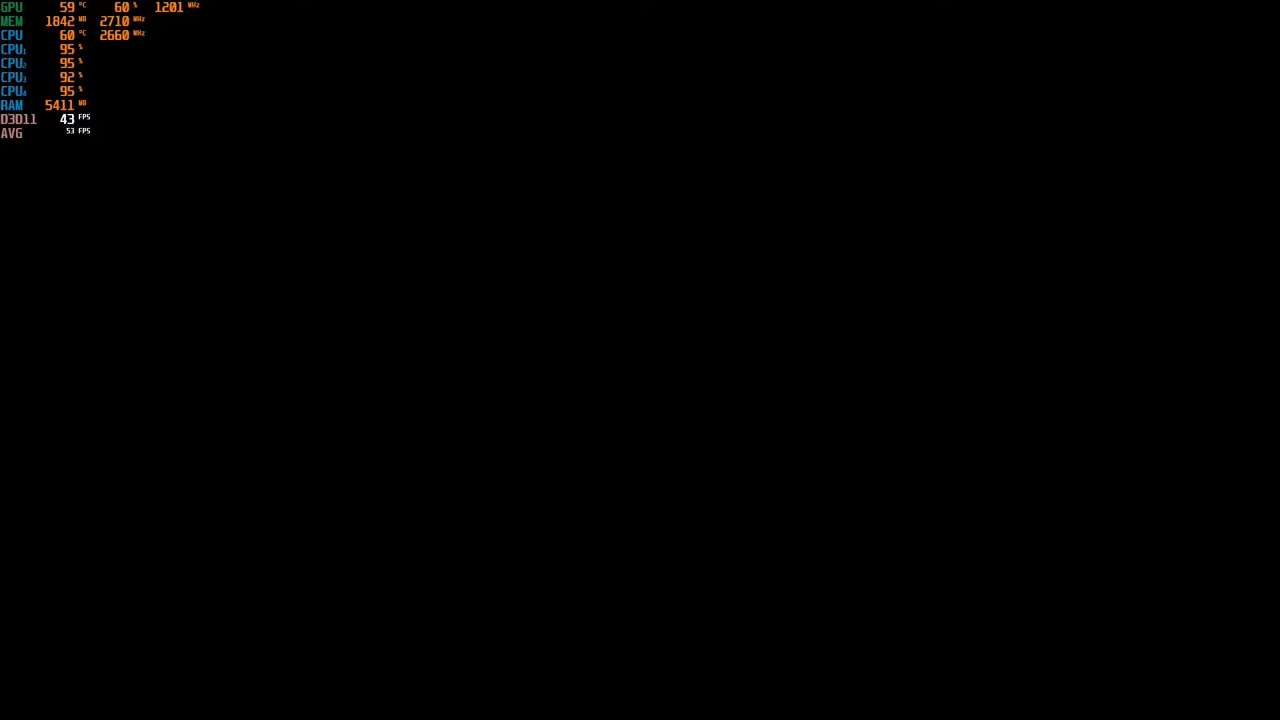 GPU 59 °C 60 % 1201 MHz
MEM 1842 MB 2710 MHz
CPU 60 °C 2660 MHz
CPU1 95 %
CPU2 95 %
CPU3 92 %
CPU4 95 %
RAM 5411 MB
D3D11 43 FPS
AVG 53 FPS